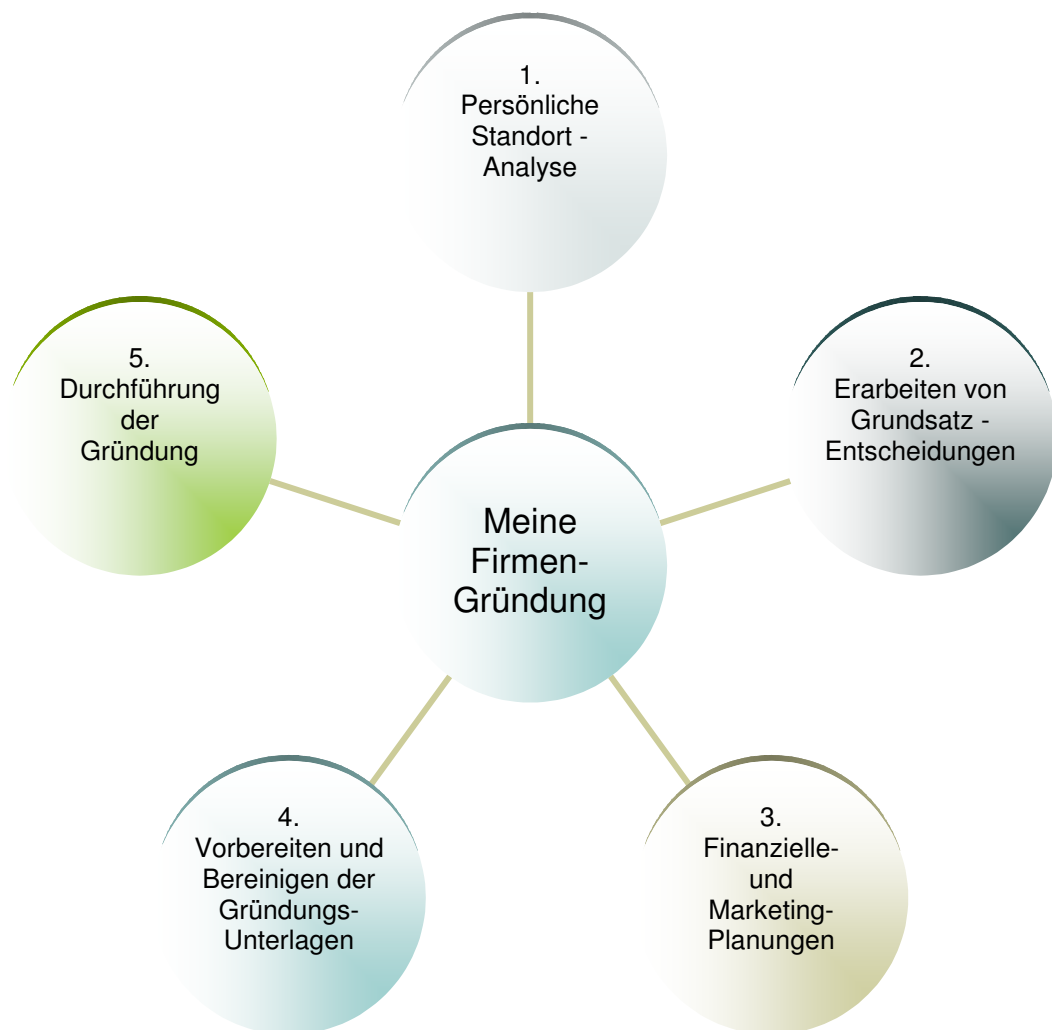 1.
Persönliche
Standort -
Analyse
2.
Erarbeiten von
Grundsatz -
Entscheidungen
3.
Finanzielle-
und
Marketing-
Planungen
4.
Vorbereiten und
Bereinigen der
Gründungs-
Unterlagen
5.
Durchführung
der
Gründung
Meine
Firmen-
Gründung